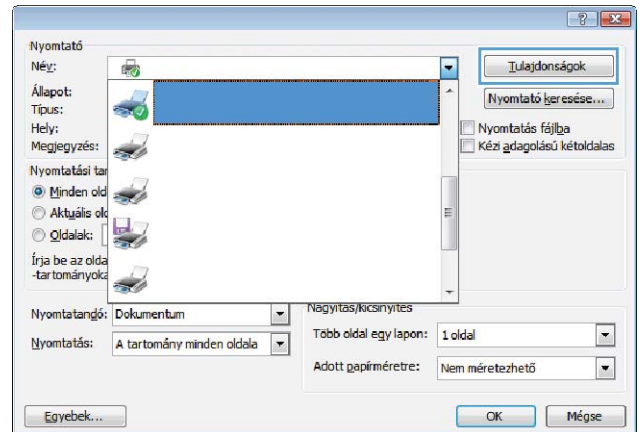 Nyomtató
Név:
Tulajdonságok
Állapot:
Nyomtató keresése...
Típus:
Hely:
Nyomtatás fájlba
Megjegyzés:
Kézi adagolású kétoldalas
Nyomtatási tar
Minden old
Aktuális olo
Oldalak:
Írja be az olda
-tartományoka
Nagyítás/kicsinyítés
Nyomtatandó: Dokumentum
Több oldal egy lapon: 1 oldal
Nyomtatás: A tartomány minden oldala
Adott papírméretre: Nem méretezhető
Egyebek...
OK
Mégse